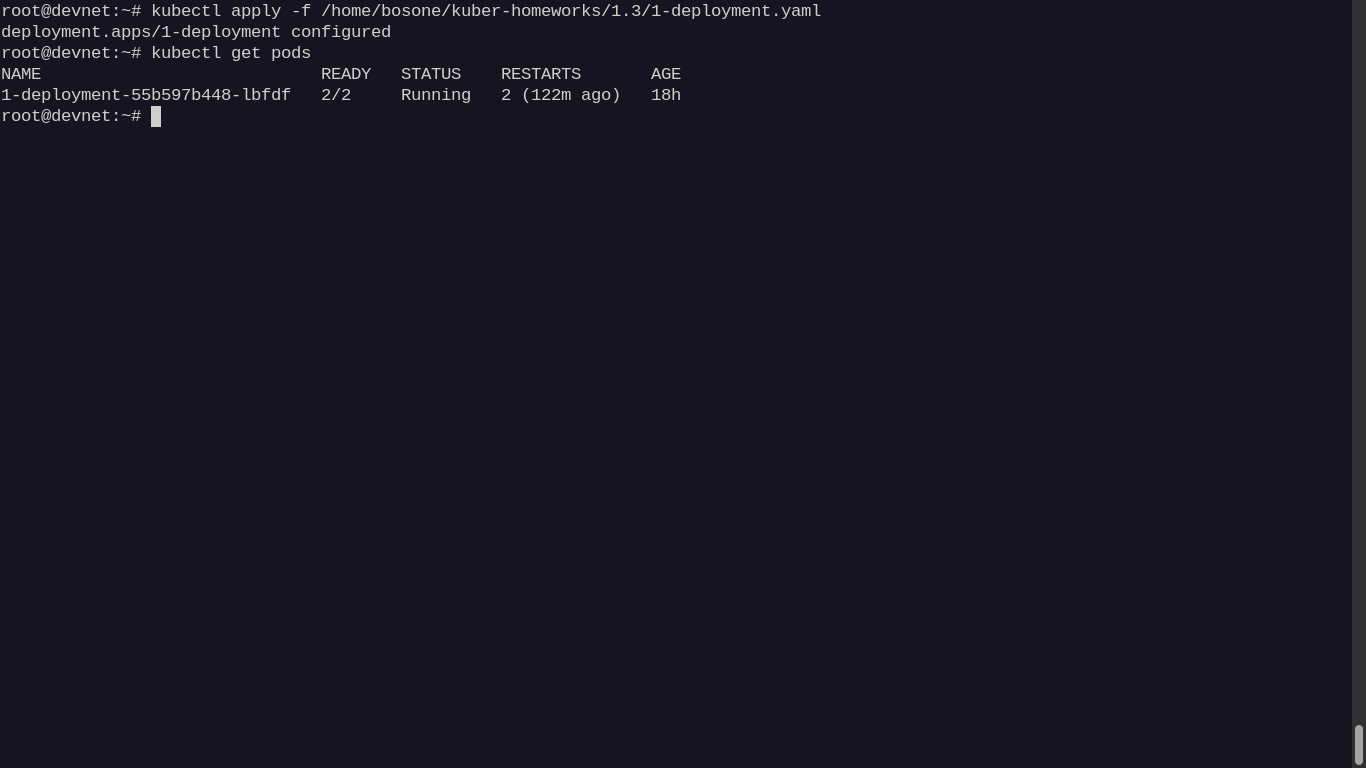 root@devnet:~# kubectl apply -f /home/bosone/kuber-homeworks/1.3/1-deployment.yaml
deployment.apps/1-deployment configured
root@devnet:~# kubectl get pods
NAME                            READY   STATUS    RESTARTS       AGE
1-deployment-55b597b448-lbfdf   2/2     Running   2 (122m ago)   18h
root@devnet:~#